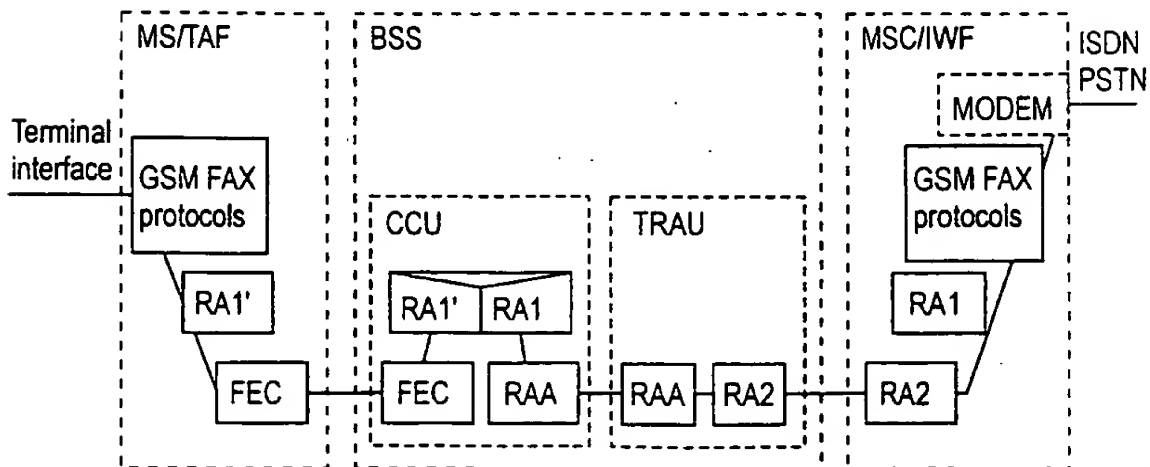 MS/TAF
BSS
MSC/IWF
ISDN
PSTN
MODEM
Terminal
interface
GSM FAX
protocols
GSM FAX
protocols
CCU
TRAU
RA1'
RA1'
RA1
RA1
FEC
FEC
RAA
RAA
RA2
RA2